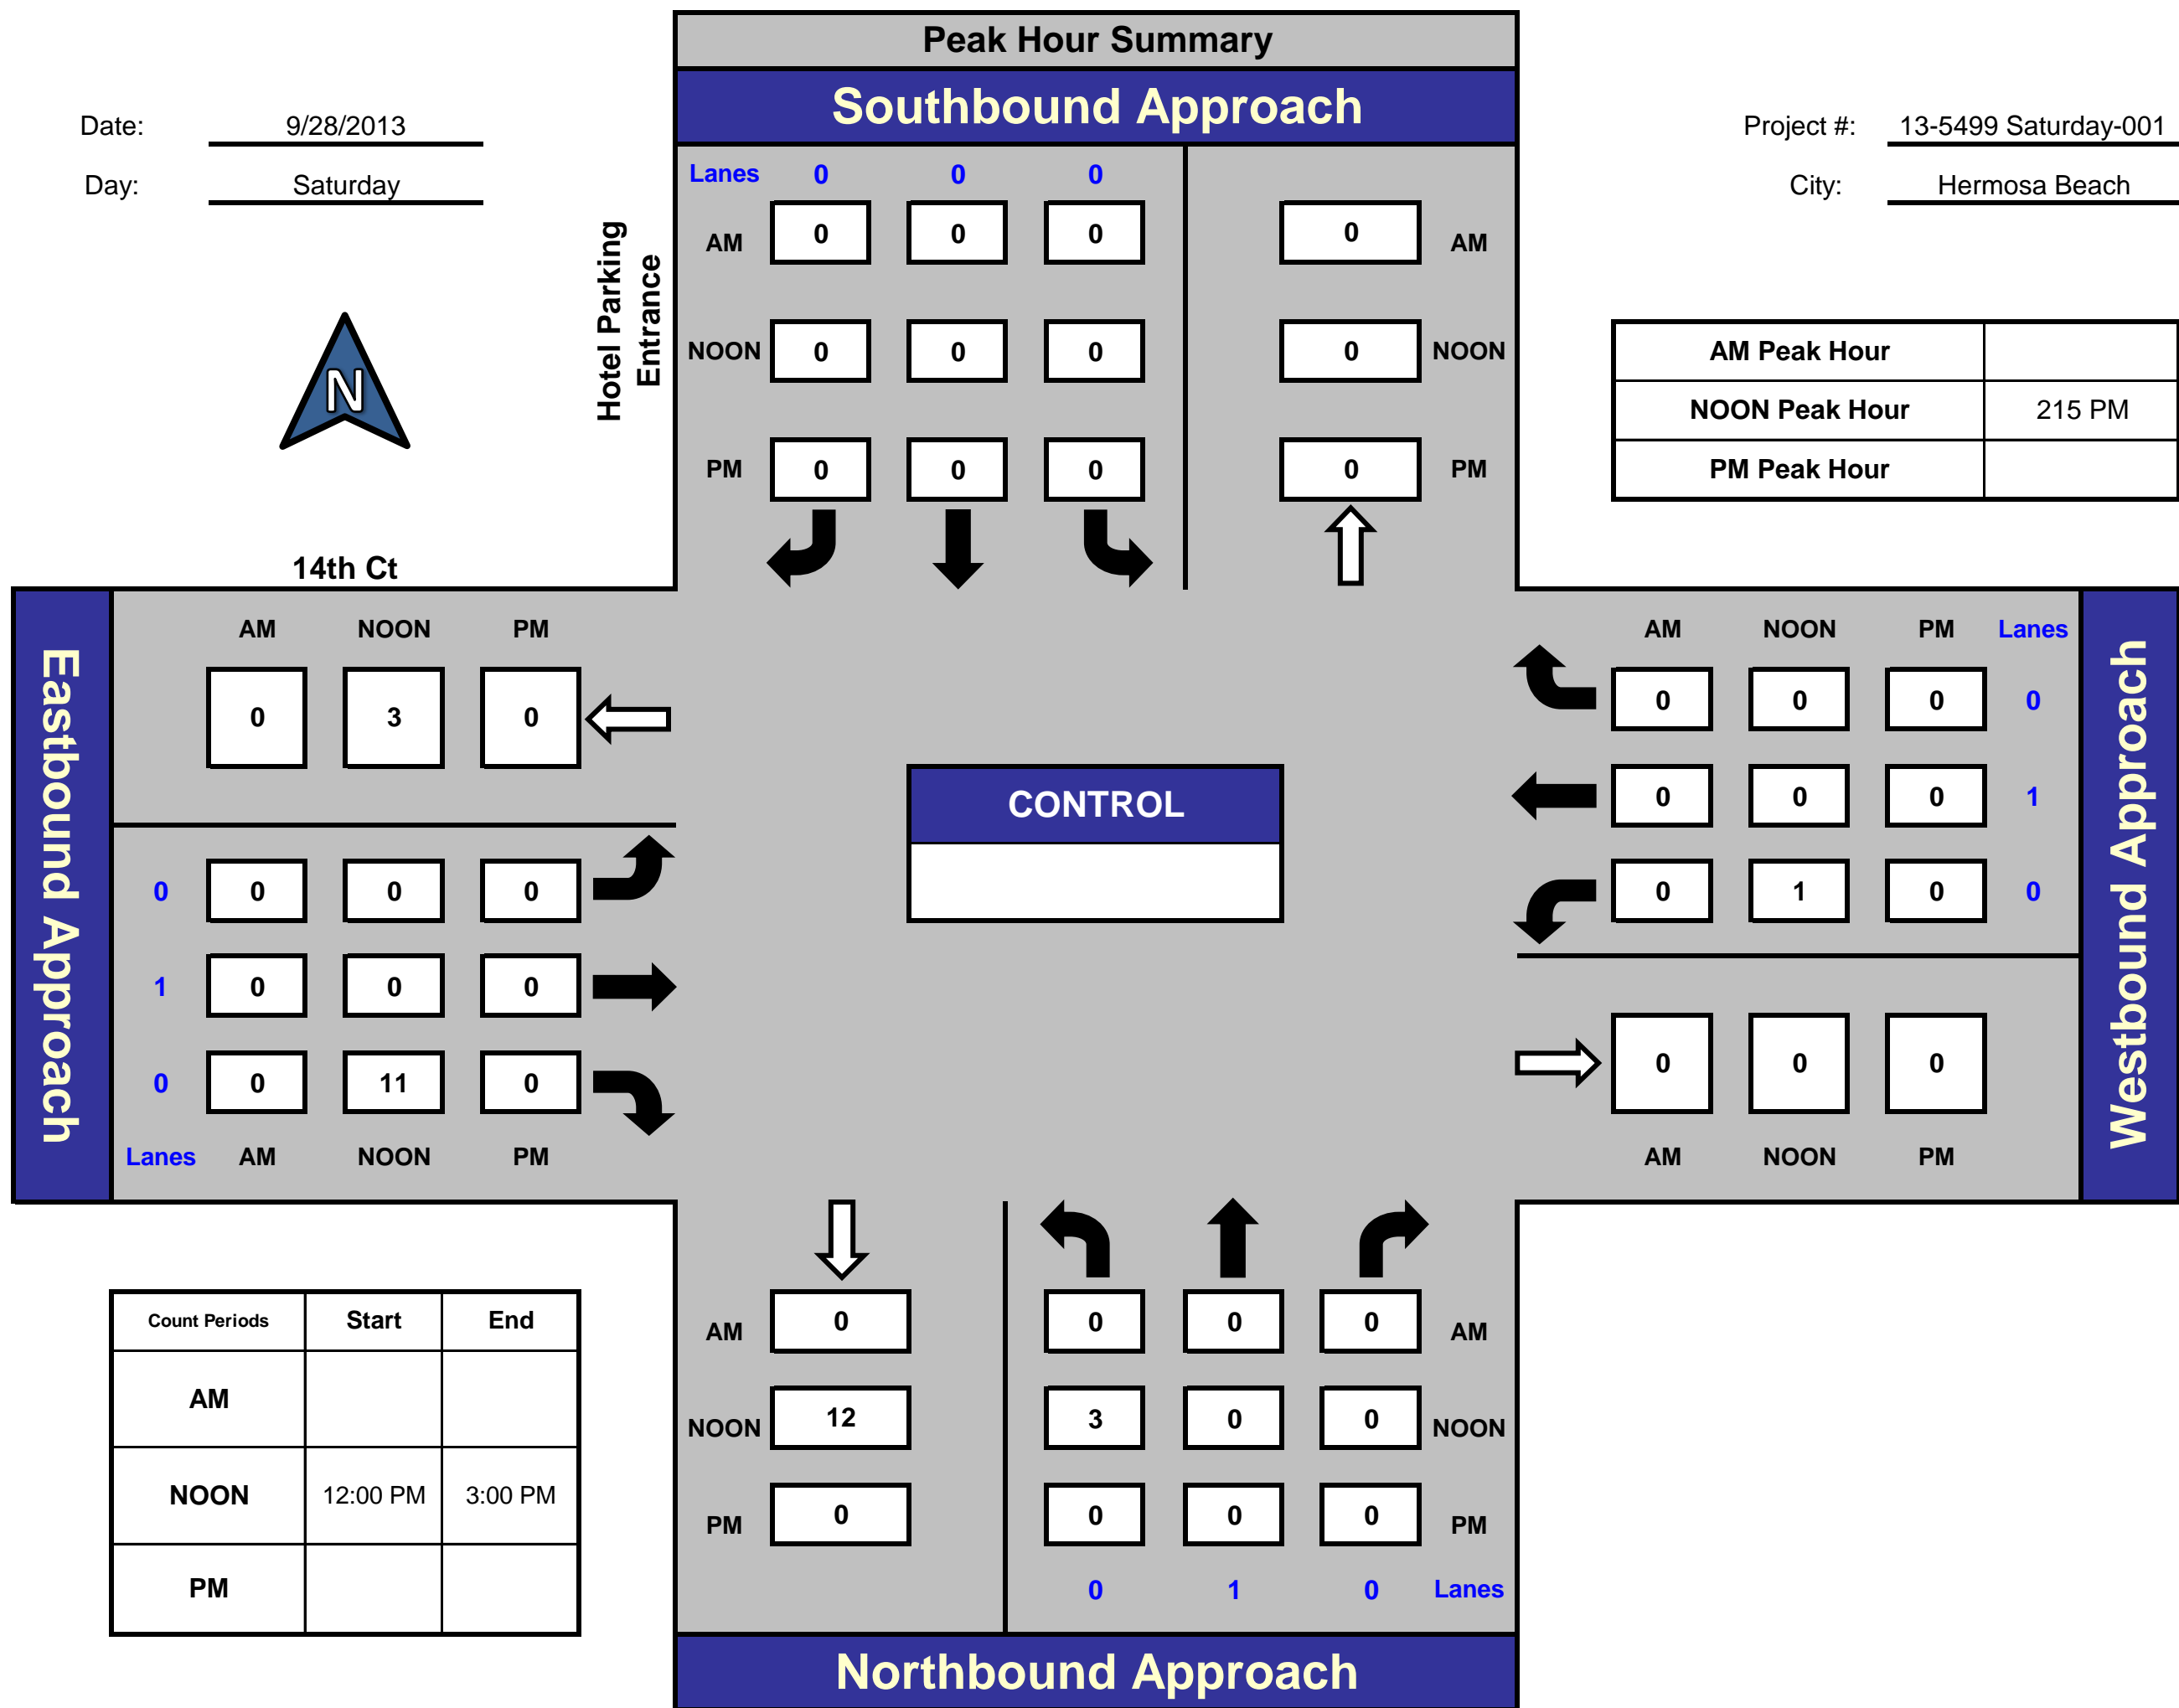 Peak Hour Summary
Southbound Approach
Date: 9/28/2013
Project #: 13-5499 Saturday-001
Day: Saturday
City: Hermosa Beach
Lanes 0 0 0
AM 0 0 0 0 AM
NOON 0 0 0 0 NOON
PM 0 0 0 0 PM
Hotel Parking
Entrance
N
AM Peak Hour
NOON Peak Hour 215 PM
PM Peak Hour
14th Ct
Eastbound Approach
AM NOON PM
0 3 0
0 0 0 0
1 0 0 0
0 0 11 0
Lanes AM NOON PM
CONTROL
AM NOON PM Lanes
0 0 0 0
0 0 0 1
0 1 0 0
0 0 0
AM NOON PM
Westbound Approach
Count Periods Start End
AM
NOON 12:00 PM 3:00 PM
PM
AM 0 0 0 0 AM
NOON 12 3 0 0 NOON
PM 0 0 0 0 PM
0 1 0 Lanes
Northbound Approach